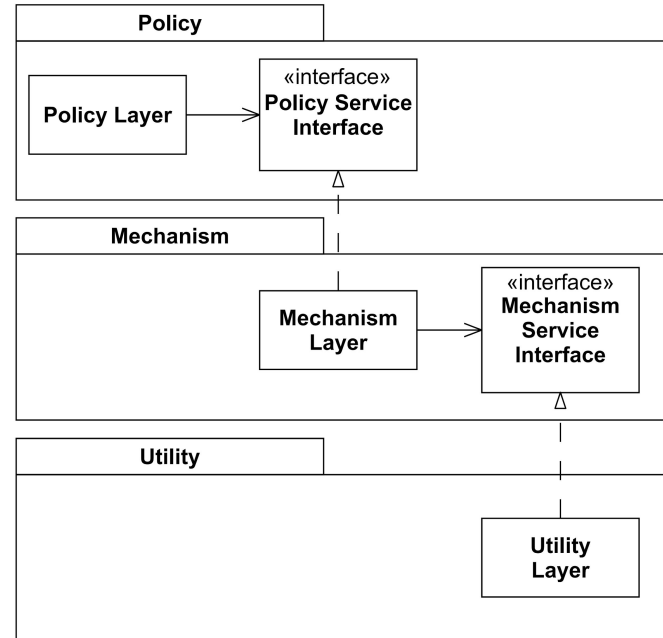 Policy
Policy Layer
«interface»
Policy Service
Interface
Mechanism
Mechanism
Layer
«interface»
Mechanism
Service
Interface
Utility
Utility
Layer